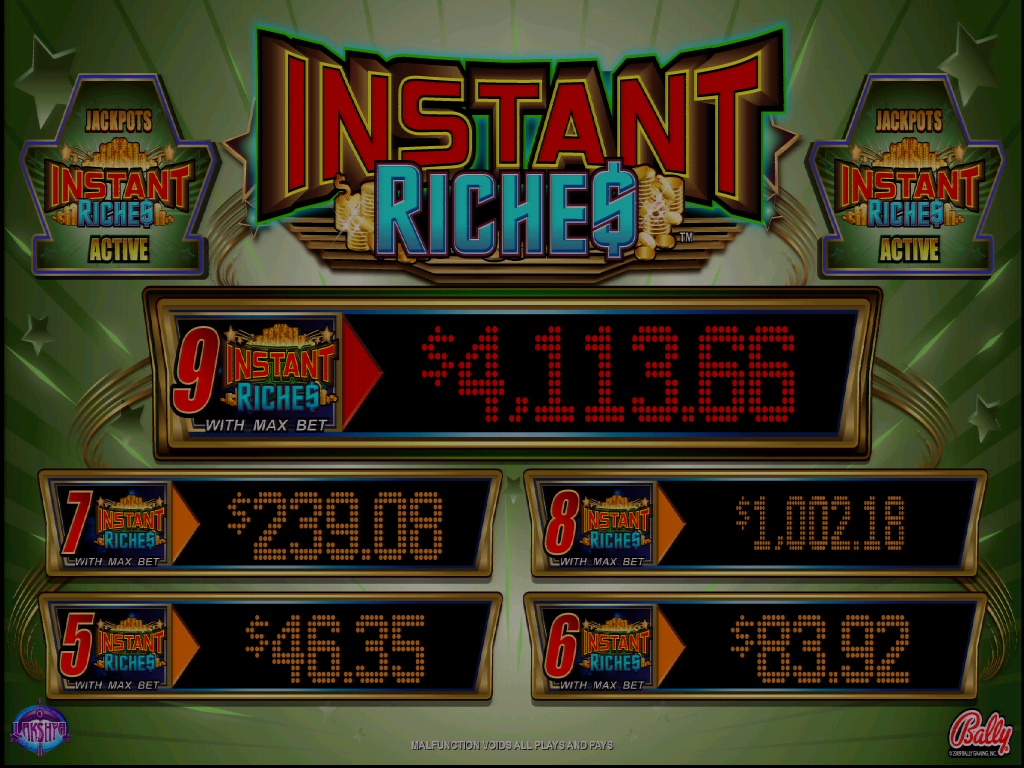 INSTANT
RICHE$
TM
JACKPOTS
INSTANT
RICHE$
ACTIVE
JACKPOTS
INSTANT
RICHE$
ACTIVE
9 INSTANT
RICHE$
WITH MAX BET
$4,113.66
7 INSTANT
RICHE$
WITH MAX BET
$239.08
8 INSTANT
RICHE$
WITH MAX BET
$1,002.18
5 INSTANT
RICHE$
WITH MAX BET
$46.35
6 INSTANT
RICHE$
WITH MAX BET
$83.92
MALFUNCTION VOIDS ALL PLAYS AND PAYS
Bally